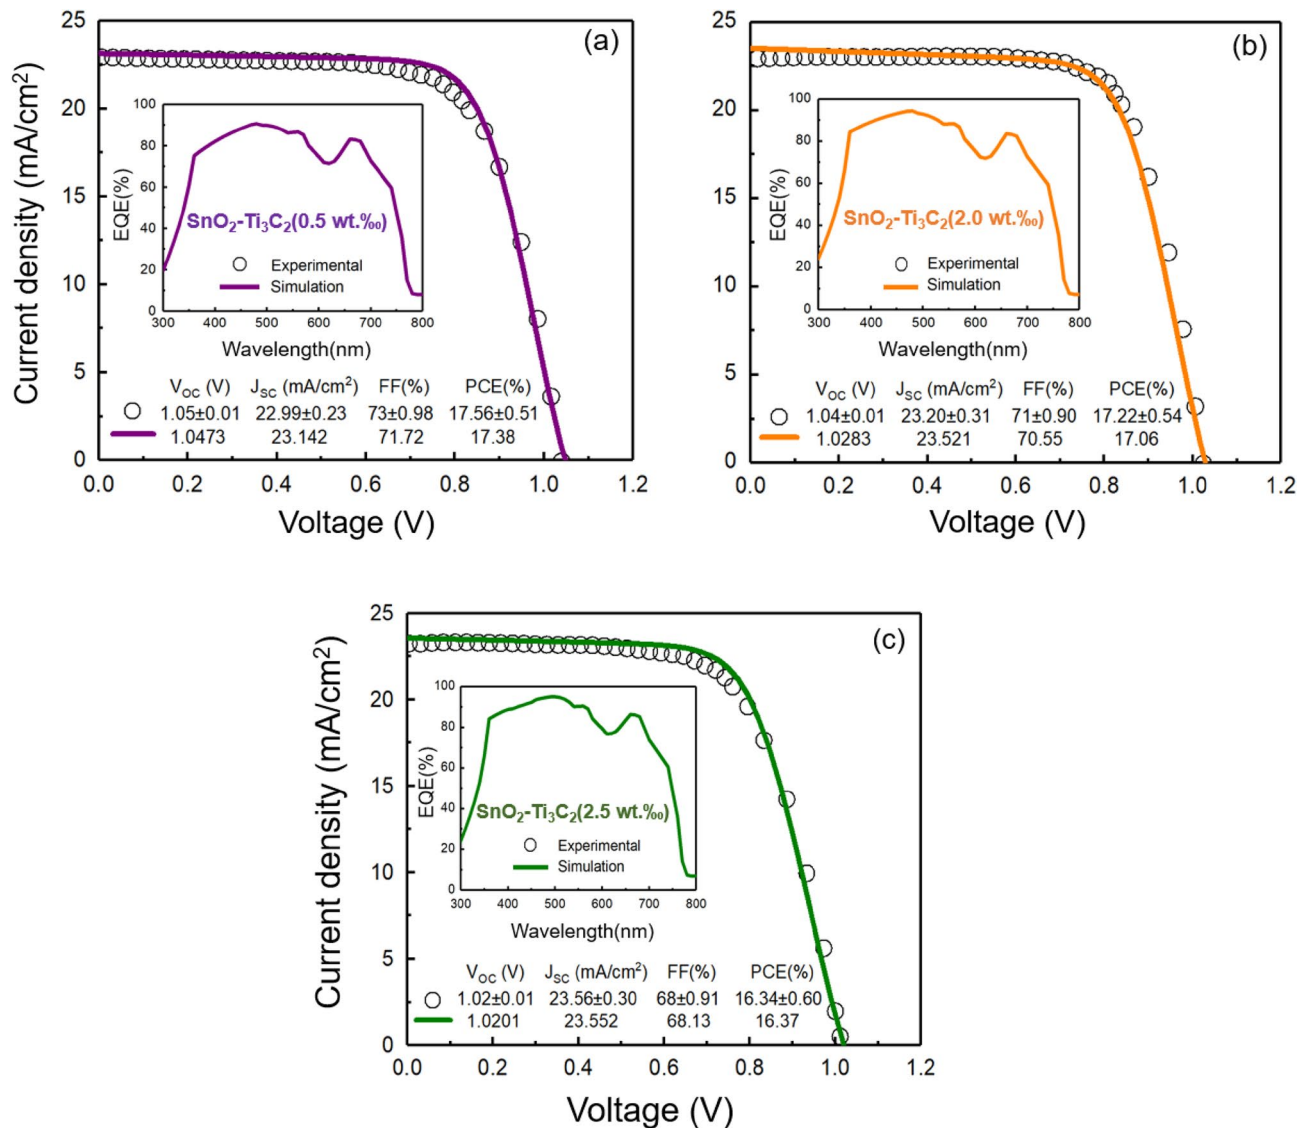 (a)
Current density (mA/cm²)
25
20
15
10
5
0
EQE(%)
100
80
60
40
20
0
SnO₂-Ti₃C₂(0.5 wt.‰)
Experimental
Simulation
300 400 500 600 700 800
Wavelength(nm)
V_OC (V) J_SC (mA/cm²) FF(%) PCE(%)
1.05±0.01 22.99±0.23 73±0.98 17.56±0.51
1.0473 23.142 71.72 17.38
0.0 0.2 0.4 0.6 0.8 1.0 1.2
Voltage (V)
(b)
25
20
15
10
5
0
EQE(%)
100
80
60
40
20
0
SnO₂-Ti₃C₂(2.0 wt.‰)
Experimental
Simulation
300 400 500 600 700 800
Wavelength(nm)
V_OC (V) J_SC (mA/cm²) FF(%) PCE(%)
1.04±0.01 23.20±0.31 71±0.90 17.22±0.54
1.0283 23.521 70.55 17.06
0.0 0.2 0.4 0.6 0.8 1.0 1.2
Voltage (V)
(c)
Current density (mA/cm²)
25
20
15
10
5
0
EQE(%)
100
80
60
40
20
0
SnO₂-Ti₃C₂(2.5 wt.‰)
Experimental
Simulation
300 400 500 600 700 800
Wavelength(nm)
V_OC (V) J_SC (mA/cm²) FF(%) PCE(%)
1.02±0.01 23.56±0.30 68±0.91 16.34±0.60
1.0201 23.552 68.13 16.37
0.0 0.2 0.4 0.6 0.8 1.0 1.2
Voltage (V)